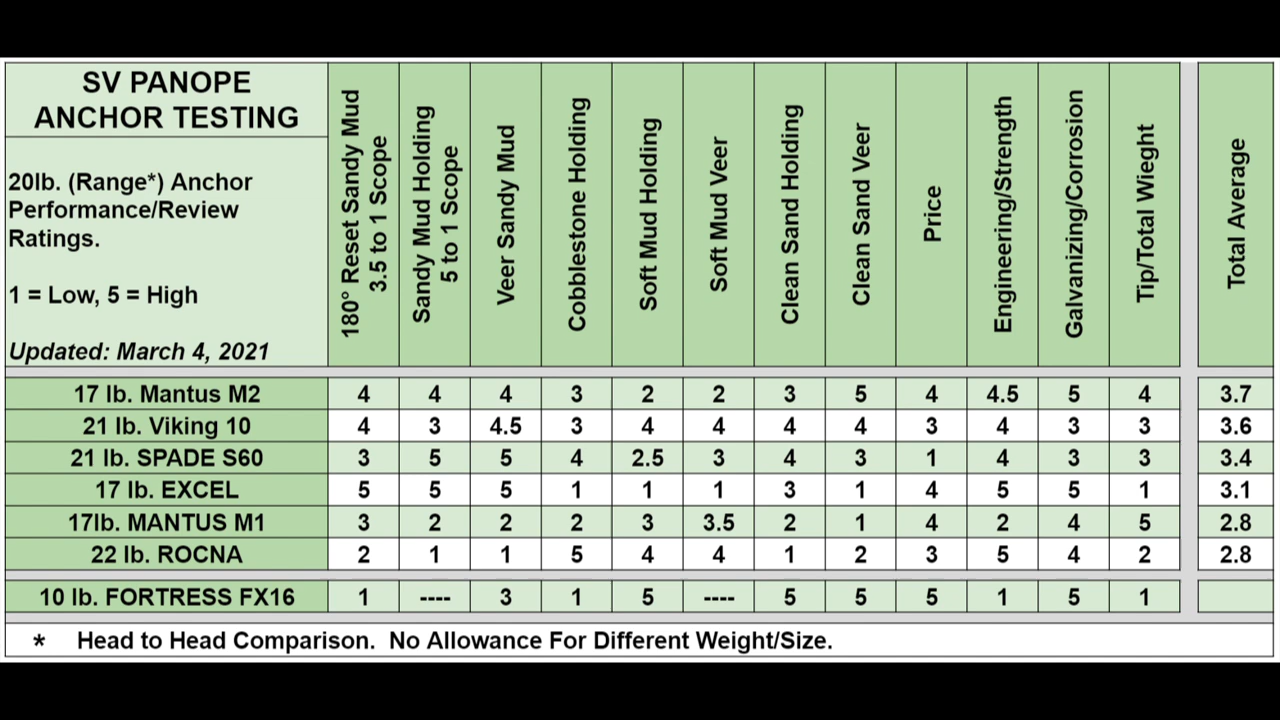 SV PANOPE
ANCHOR TESTING
20lb. (Range*) Anchor
Performance/Review
Ratings.
1 = Low, 5 = High
Updated: March 4, 2021
180° Reset Sandy Mud
3.5 to 1 Scope
Sandy Mud Holding
5 to 1 Scope
Veer Sandy Mud
Cobblestone Holding
Soft Mud Holding
Soft Mud Veer
Clean Sand Holding
Clean Sand Veer
Price
Engineering/Strength
Galvanizing/Corrosion
Tip/Total Wieght
Total Average
17 lb. Mantus M2 4 4 4 3 2 2 3 5 4 4.5 5 4 3.7
21 lb. Viking 10 4 3 4.5 3 4 4 4 4 3 4 3 3 3.6
21 lb. SPADE S60 3 5 5 4 2.5 3 4 3 1 4 3 3 3.4
17 lb. EXCEL 5 5 5 1 1 1 3 1 4 5 5 1 3.1
17lb. MANTUS M1 3 2 2 2 3 3.5 2 1 4 2 4 5 2.8
22 lb. ROCNA 2 1 1 5 4 4 1 2 3 5 4 2 2.8
10 lb. FORTRESS FX16 1 ---- 3 1 5 ---- 5 5 5 1 5 1
* Head to Head Comparison. No Allowance For Different Weight/Size.